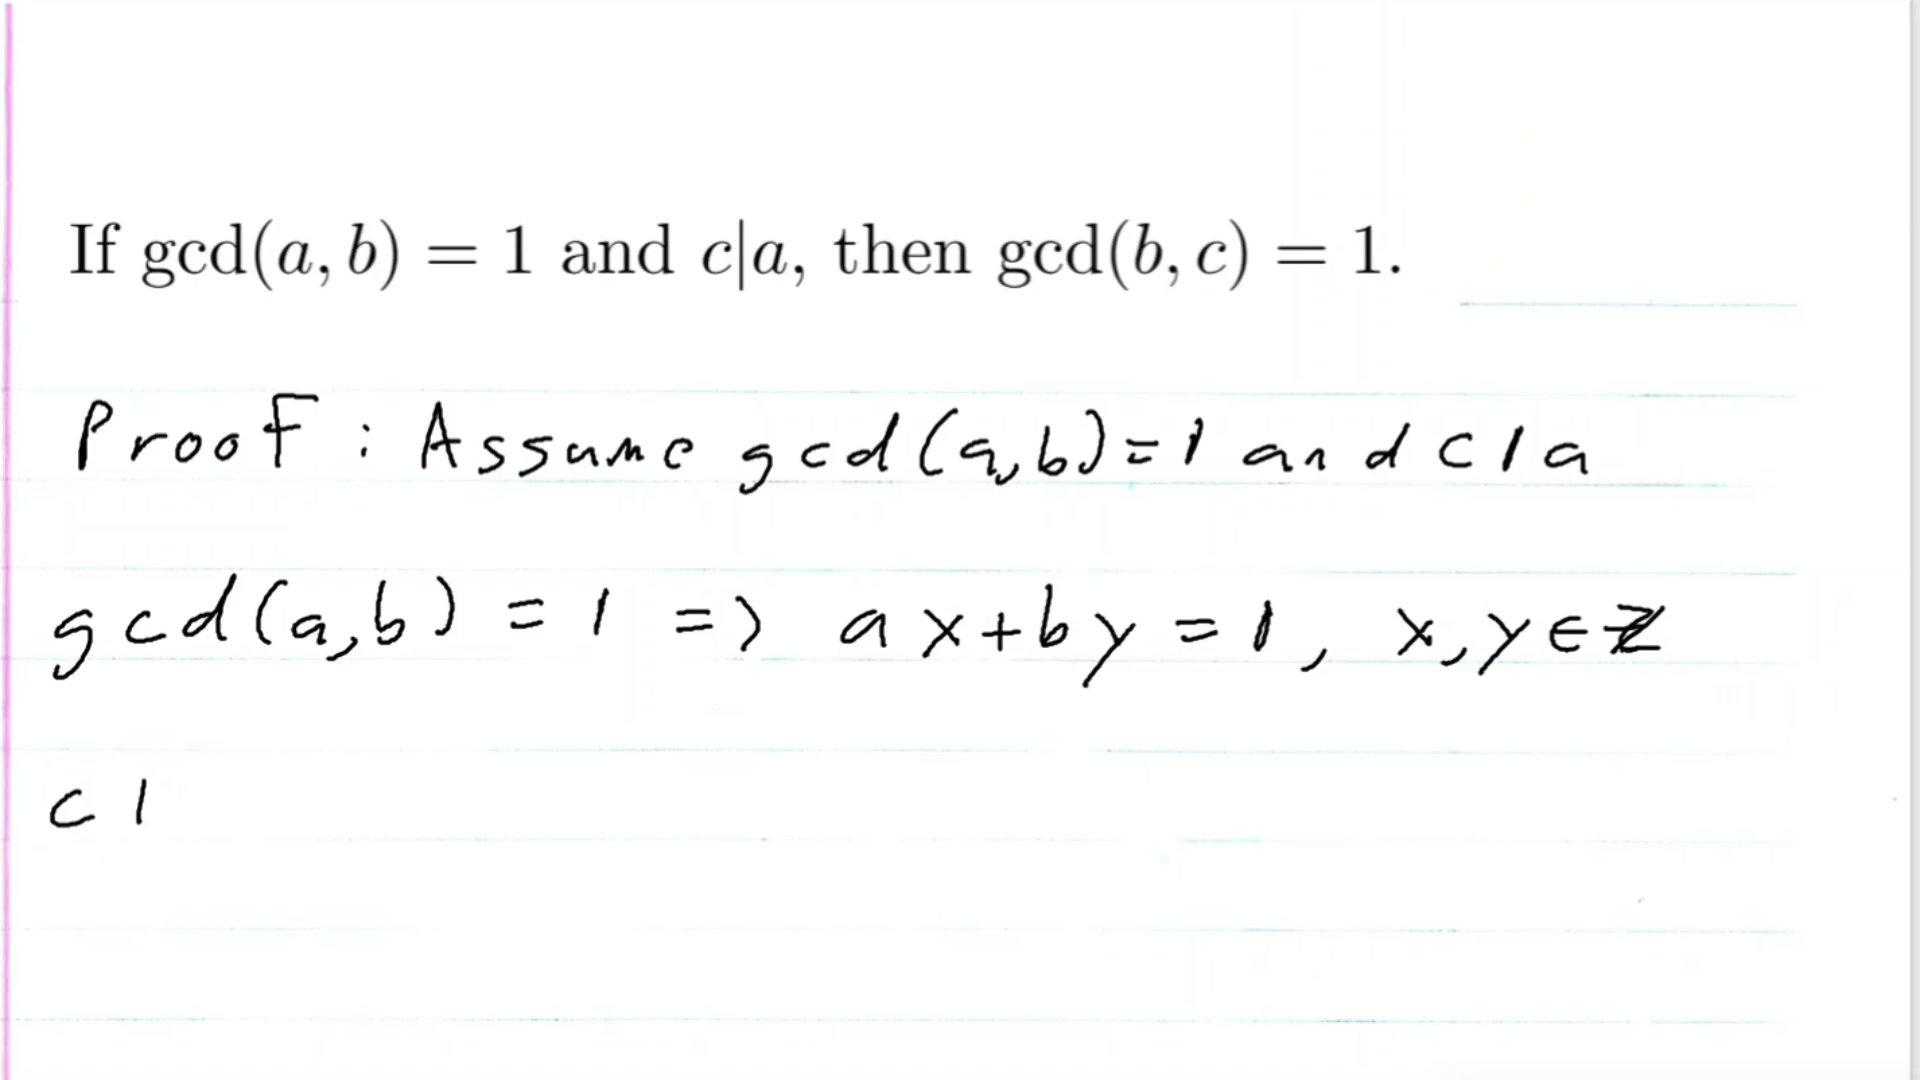 If gcd(a, b) = 1 and c|a, then gcd(b, c) = 1.
Proof : Assume gcd(a,b)=1 and c|a
gcd(a,b) = 1 => ax+by = 1, x,y∈ℤ
c |